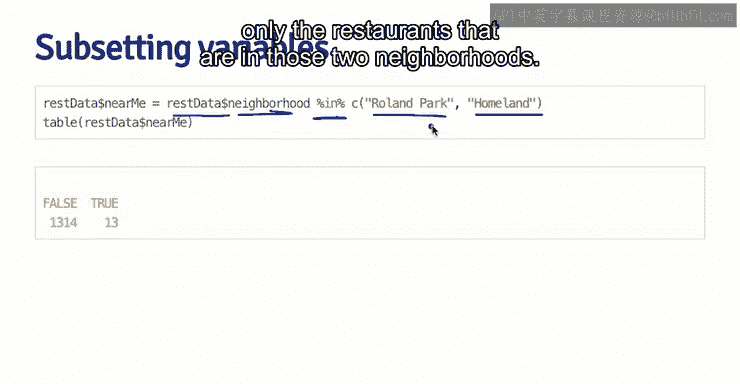 only the restaurants that
are in those two neighborhoods.
Subsetting variables
restData$nearMe = restData$neighborhood %in% c("Roland Park", "Homeland")
table(restData$nearMe)
FALSE TRUE
1314 13